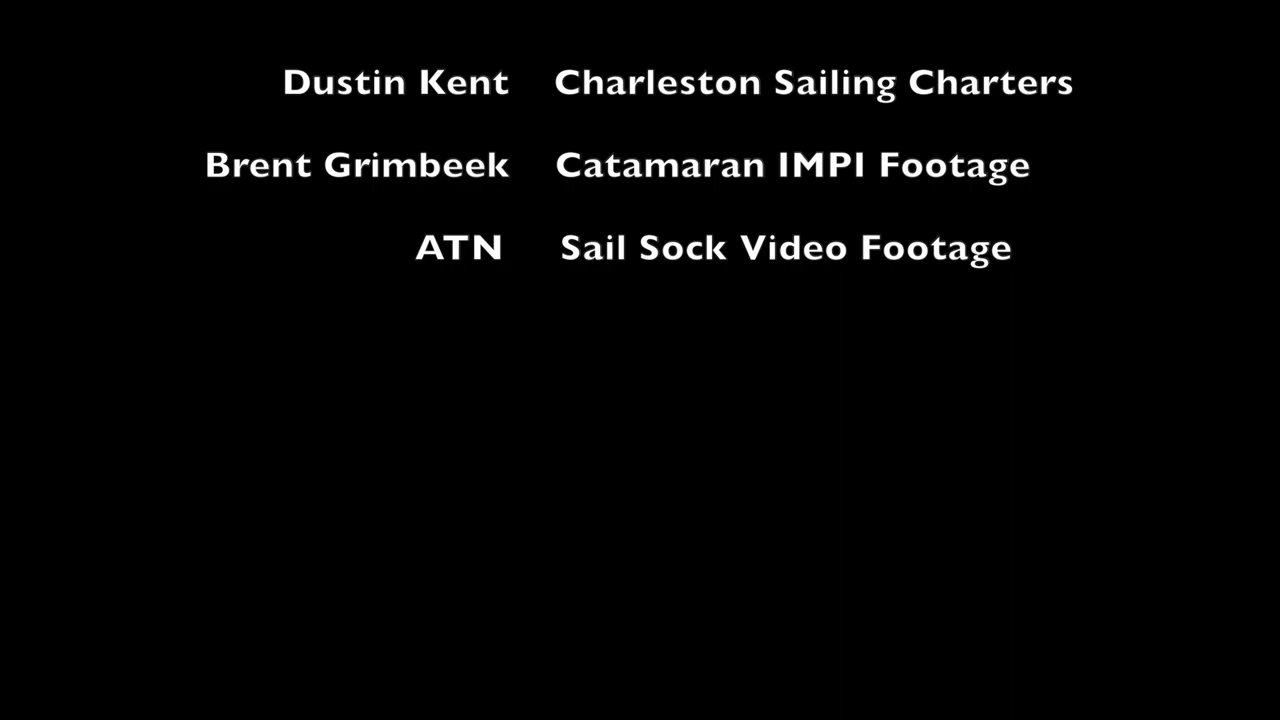 Dustin Kent Charleston Sailing Charters
Brent Grimbeek Catamaran IMPI Footage
ATN Sail Sock Video Footage